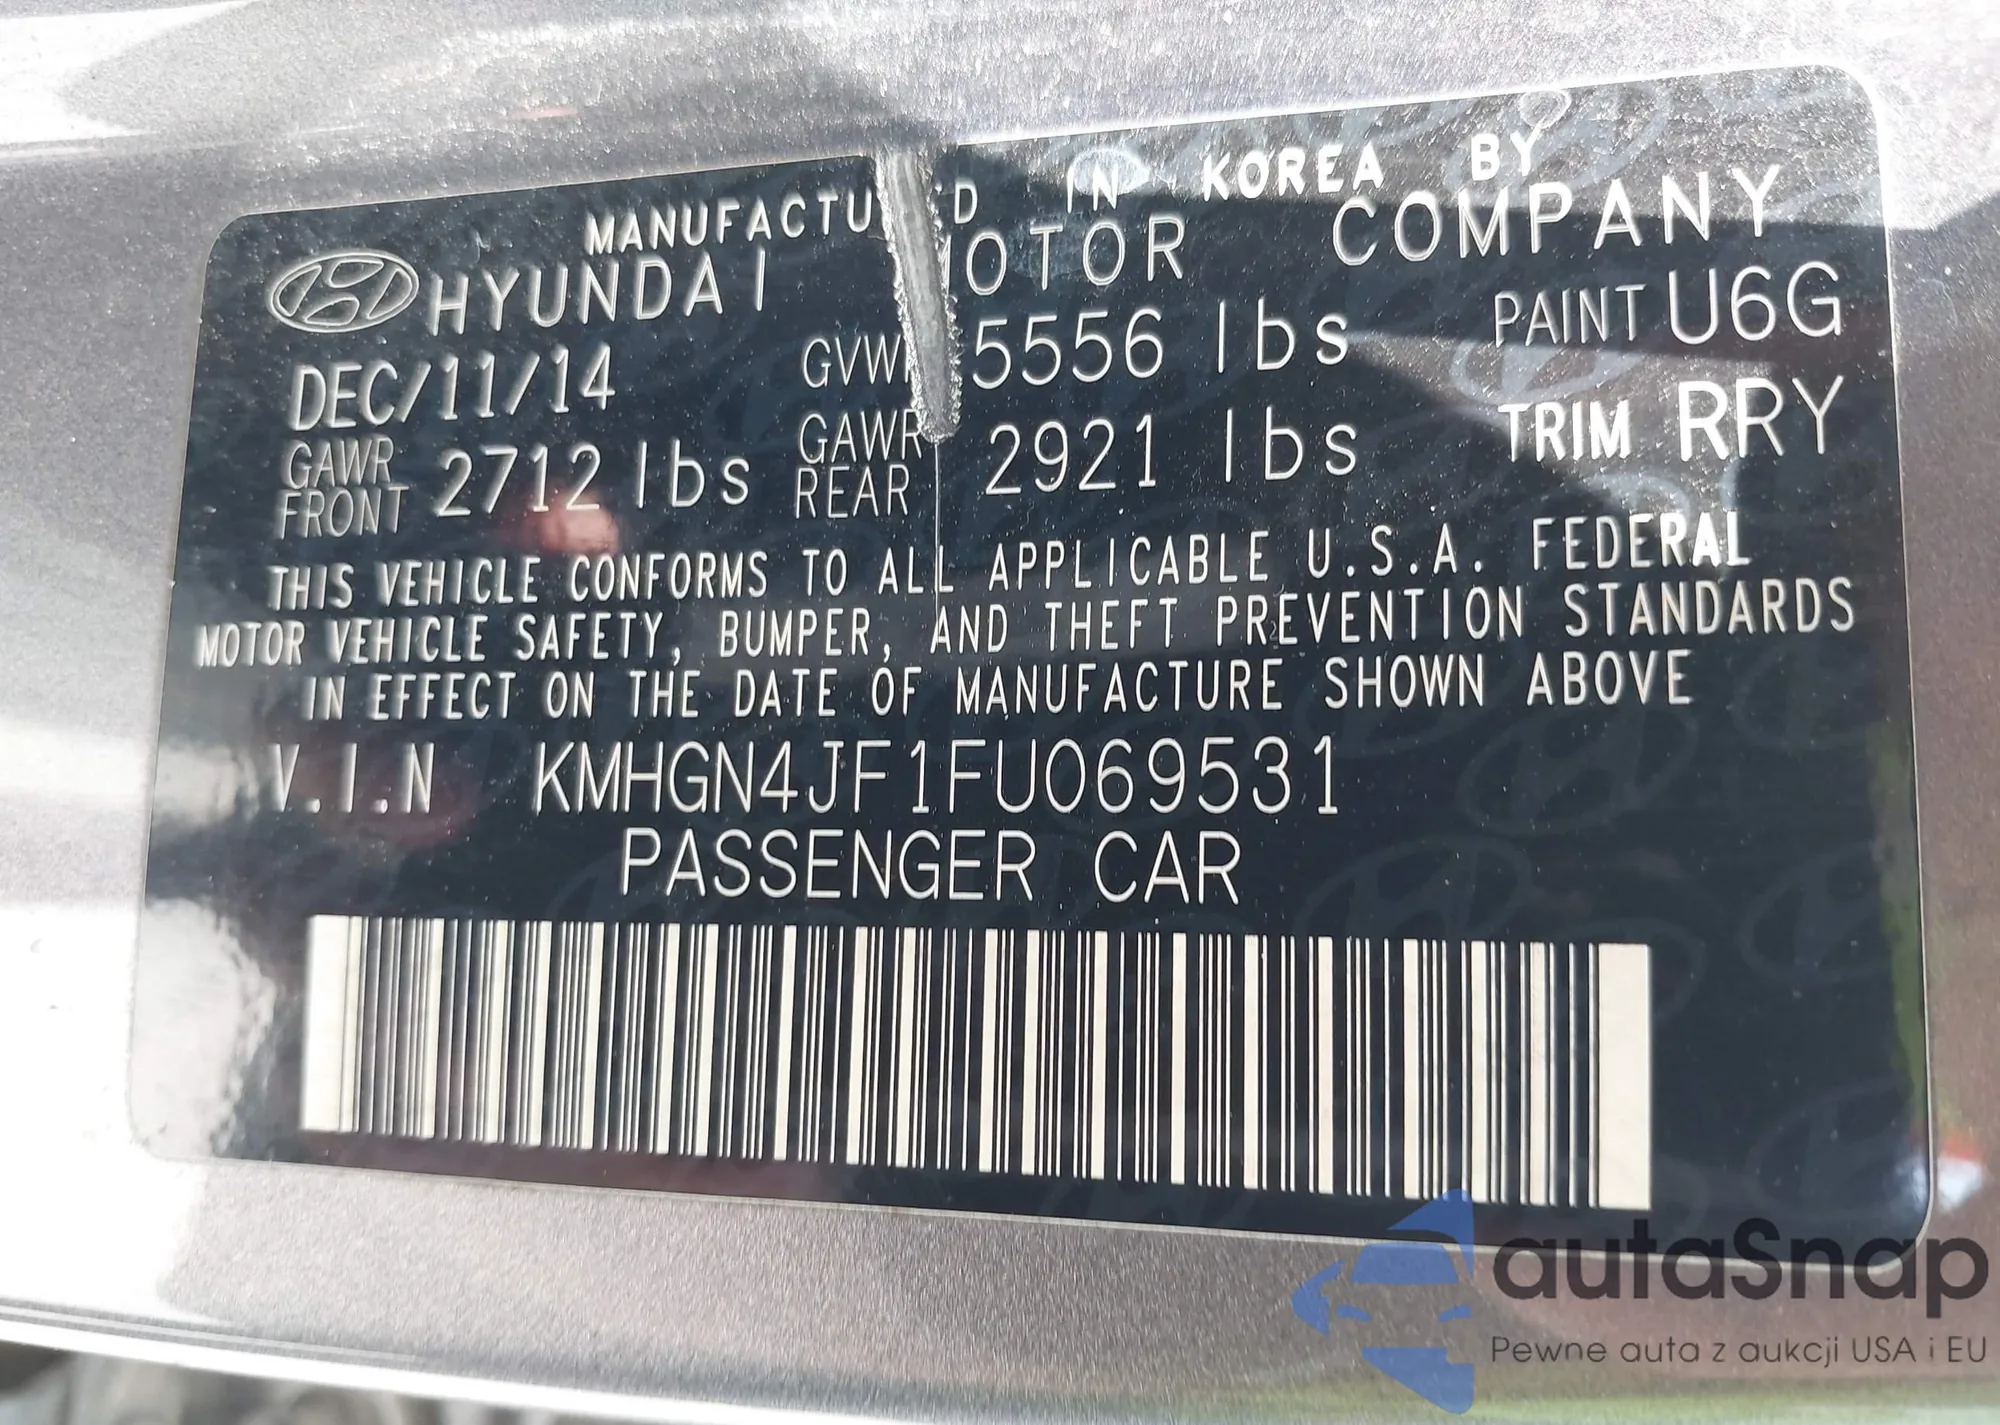 MANUFACTU D IN KOREA BY
HYUNDAI MOTOR COMPANY
DEC/11/14 GVWR 5556 lbs PAINT U6G
GAWR FRONT 2712 lbs GAWR REAR 2921 lbs TRIM RRY
THIS VEHICLE CONFORMS TO ALL APPLICABLE U.S.A. FEDERAL
MOTOR VEHICLE SAFETY, BUMPER, AND THEFT PREVENTION STANDARDS
IN EFFECT ON THE DATE OF MANUFACTURE SHOWN ABOVE
V.I.N KMHGN4JF1FU069531
PASSENGER CAR
autaSnap
Pewne auta z aukcji USA i EU